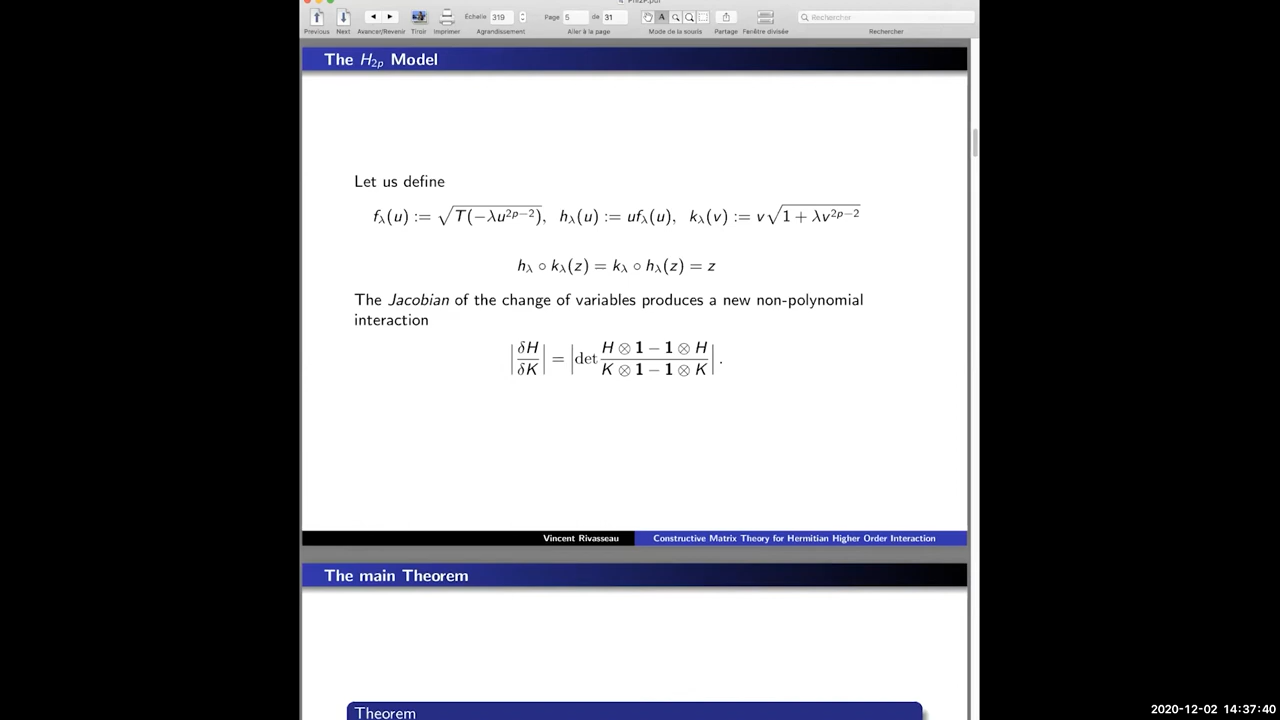 Phi2P.pdf
Échelle 319 Page 5 de 31 Rechercher
Previous Next Avancer/Revenir Tiroir Imprimer Agrandissement Aller à la page Mode de la souris Partage Fenêtre divisée Rechercher
The H₂ₚ Model
Let us define
f_λ(u) := √T(−λu^{2p−2}), h_λ(u) := uf_λ(u), k_λ(v) := v√1 + λv^{2p−2}
h_λ ∘ k_λ(z) = k_λ ∘ h_λ(z) = z
The Jacobian of the change of variables produces a new non-polynomial
interaction
|δH/δK| = |det (H ⊗ 1 − 1 ⊗ H)/(K ⊗ 1 − 1 ⊗ K)|.
Vincent Rivasseau Constructive Matrix Theory for Hermitian Higher Order Interaction
The main Theorem
Theorem
2020-12-02 14:37:40